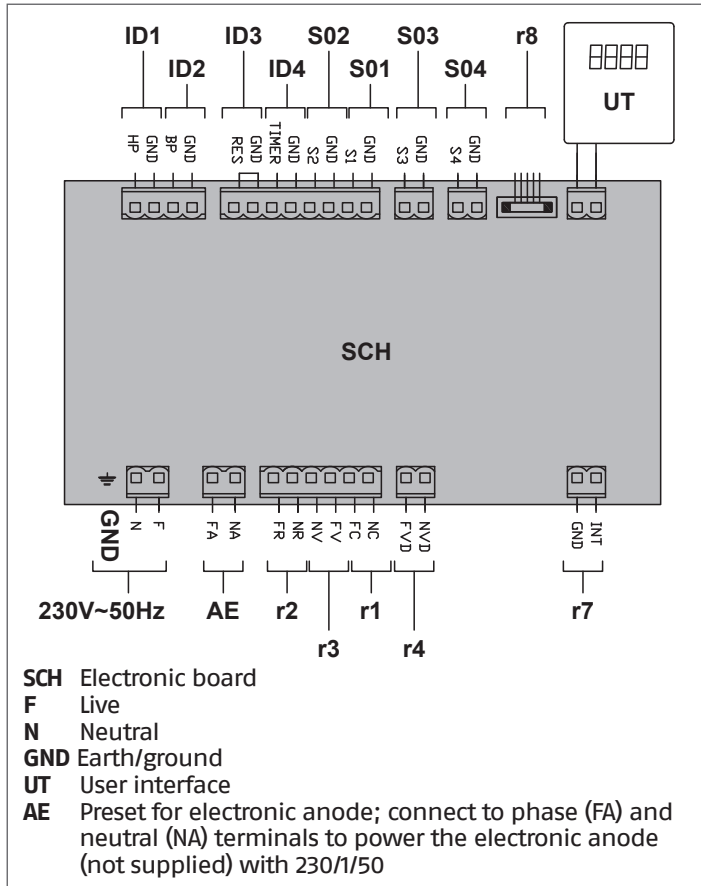 ID1 ID3 S02 S03 r8
ID2 ID4 S01 S04
UT
HP GND BP GND RES GND TIMER GND S2 GND S1 GND S3 GND S4 GND
SCH
GND N F FA NA FR NR NV FV FC NC FVD NVD GND INT
230V~50Hz AE r2 r1 r7
r3 r4
SCH Electronic board
F Live
N Neutral
GND Earth/ground
UT User interface
AE Preset for electronic anode; connect to phase (FA) and
neutral (NA) terminals to power the electronic anode
(not supplied) with 230/1/50